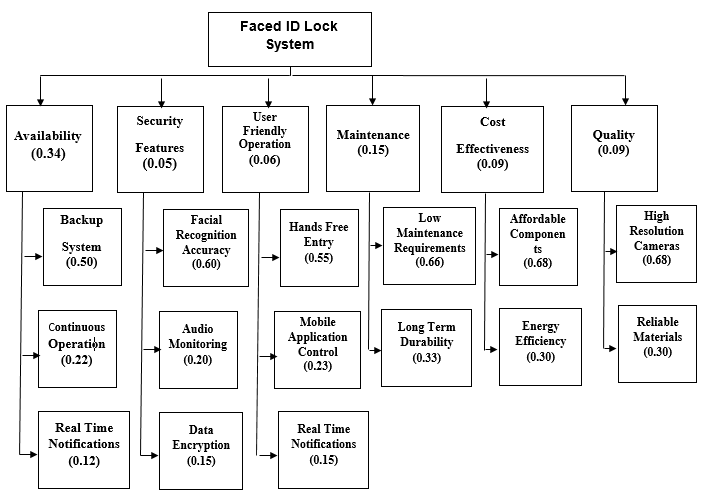 Faced ID Lock
System
Availability
(0.34)
Security
Features
(0.05)
User
Friendly
Operation
(0.06)
Maintenance
(0.15)
Cost
Effectiveness
(0.09)
Quality
(0.09)
Backup
System
(0.50)
Facial
Recognition
Accuracy
(0.60)
Hands Free
Entry
(0.55)
Low
Maintenance
Requirements
(0.66)
Affordable
Componen
ts
(0.68)
High
Resolution
Cameras
(0.68)
Continuous
Operation
(0.22)
Audio
Monitoring
(0.20)
Mobile
Application
Control
(0.23)
Long Term
Durability
(0.33)
Energy
Efficiency
(0.30)
Reliable
Materials
(0.30)
Real Time
Notifications
(0.12)
Data
Encryption
(0.15)
Real Time
Notifications
(0.15)